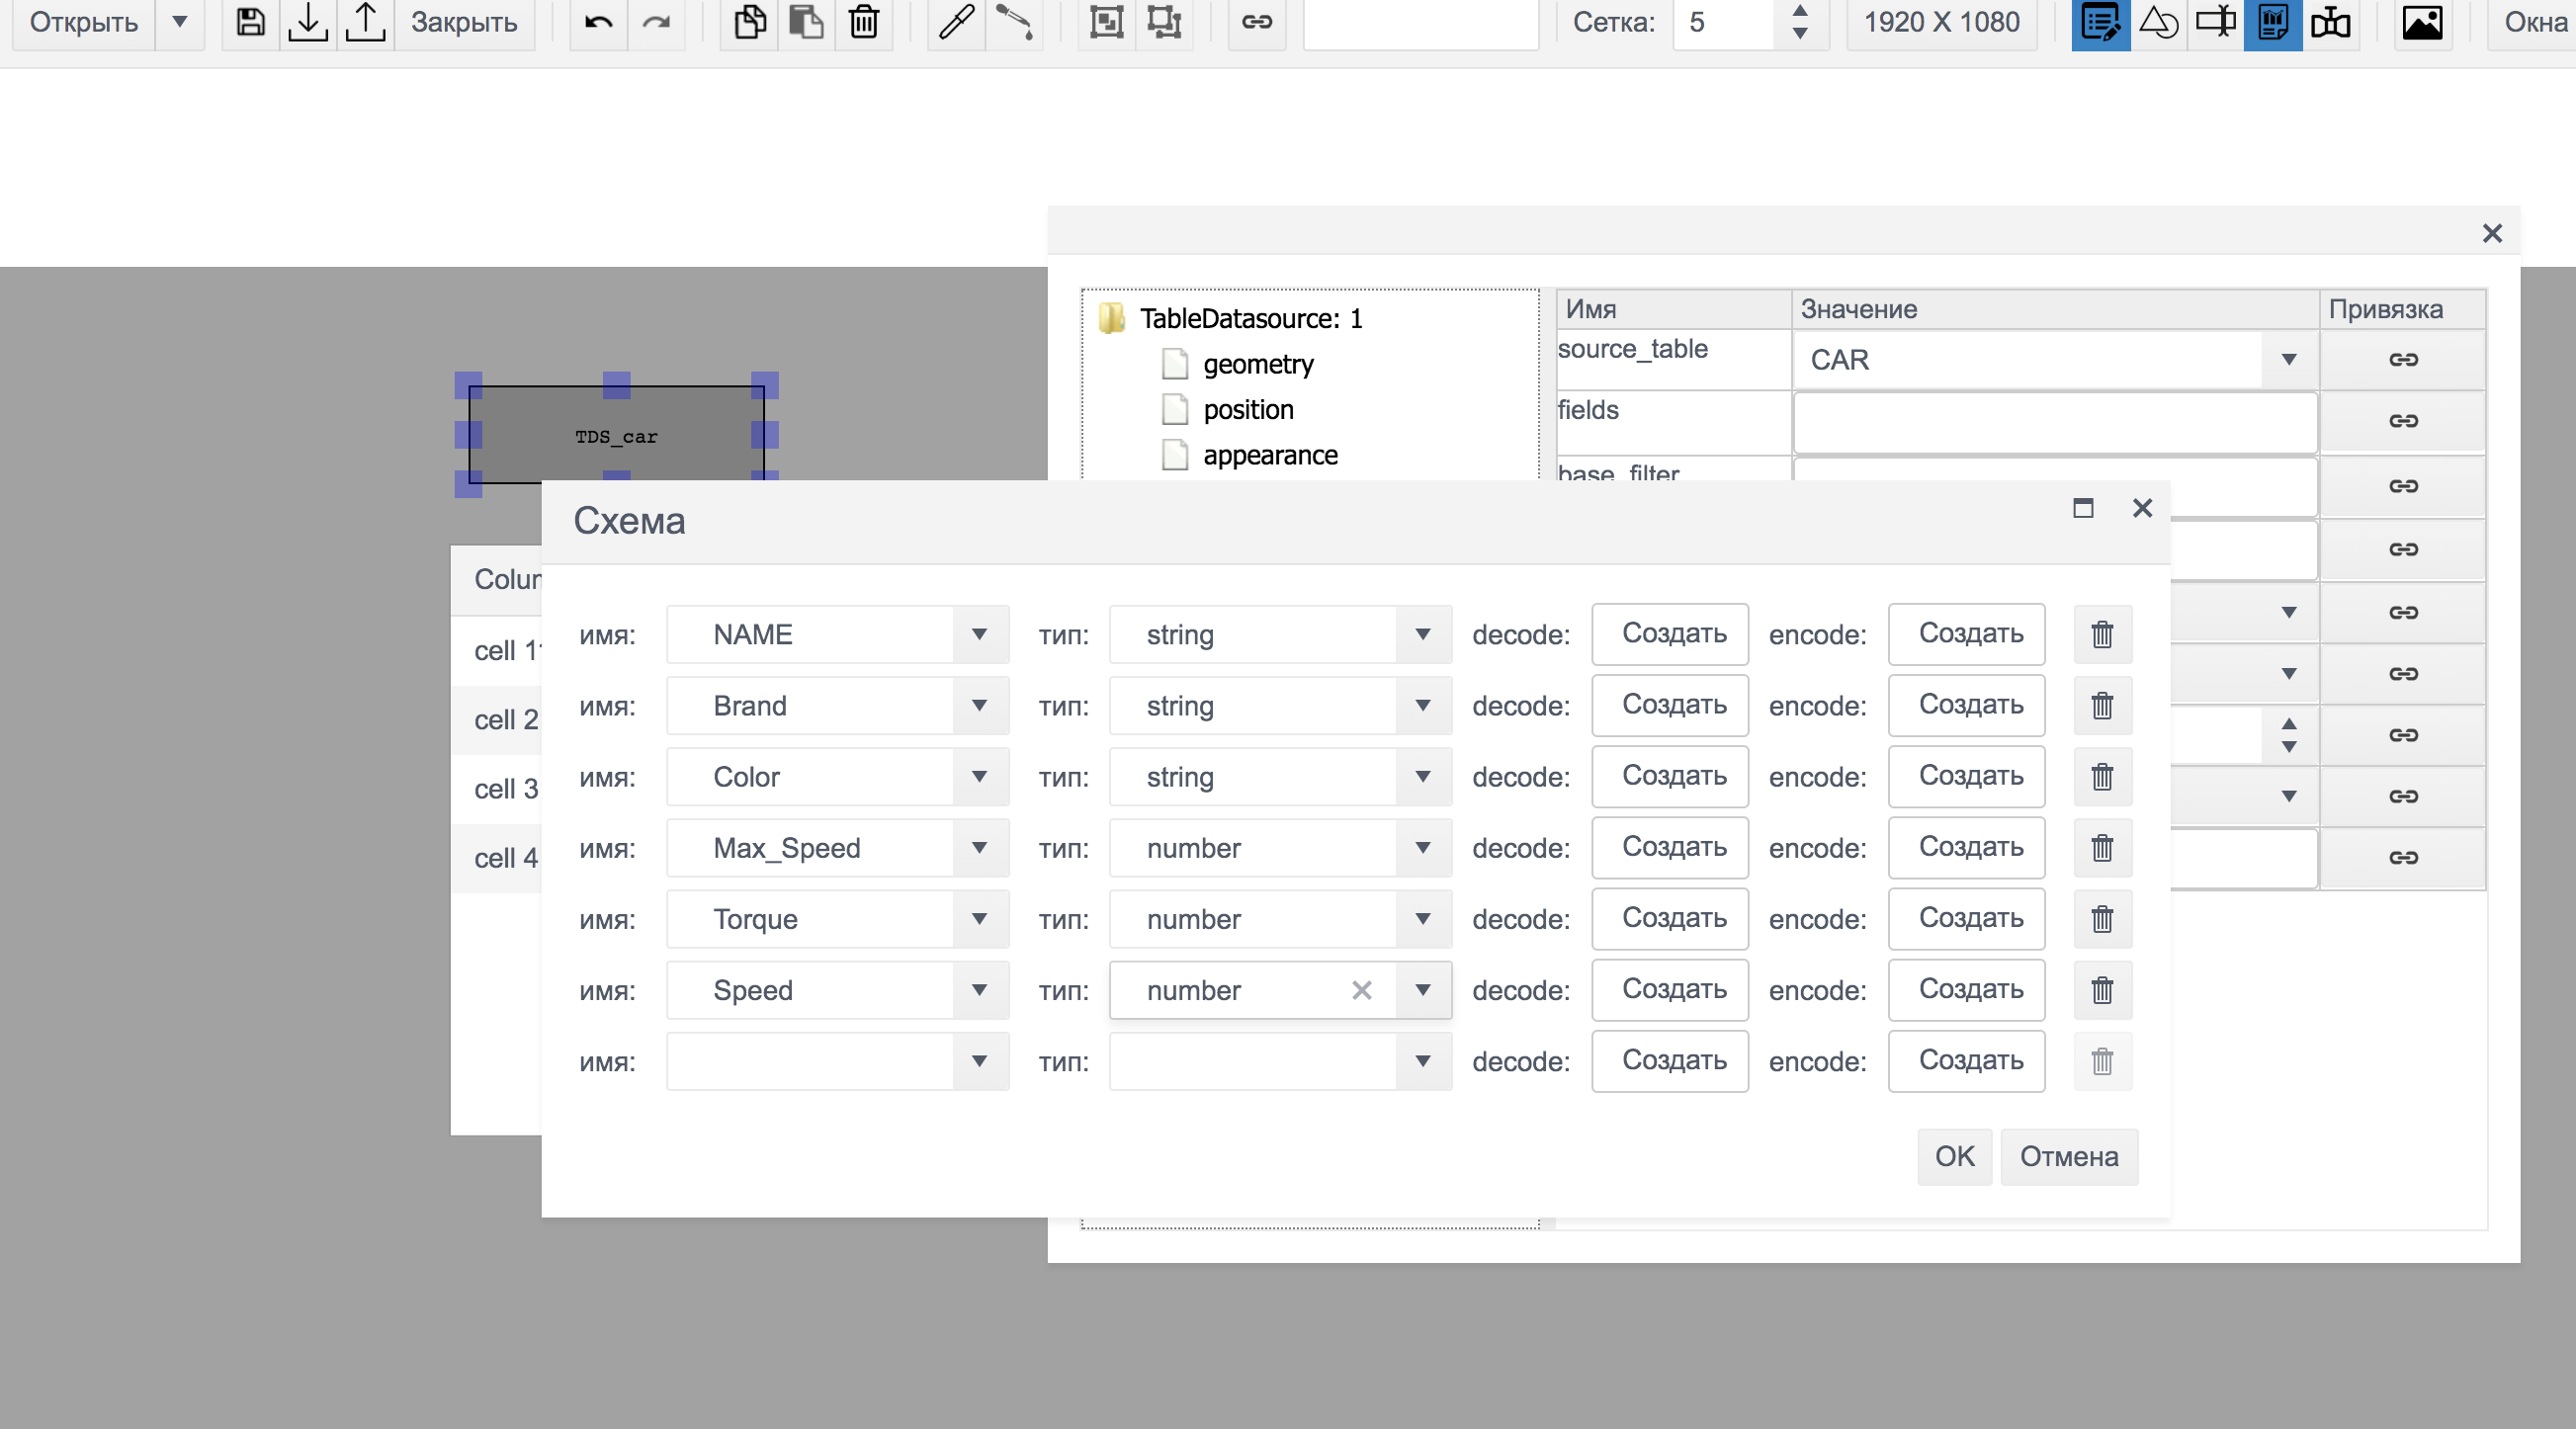 Открыть Закрыть Сетка: 5 1920 X 1080 Окна
TableDatasource: 1
geometry
position
appearance
Имя Значение Привязка
source_table CAR
fields
base_filter
TDS_car
Colum
cell 11
cell 2
cell 3
cell 4
Схема
имя: NAME тип: string decode: Создать encode: Создать
имя: Brand тип: string decode: Создать encode: Создать
имя: Color тип: string decode: Создать encode: Создать
имя: Max_Speed тип: number decode: Создать encode: Создать
имя: Torque тип: number decode: Создать encode: Создать
имя: Speed тип: number decode: Создать encode: Создать
имя: тип: decode: Создать encode: Создать
OK Отмена